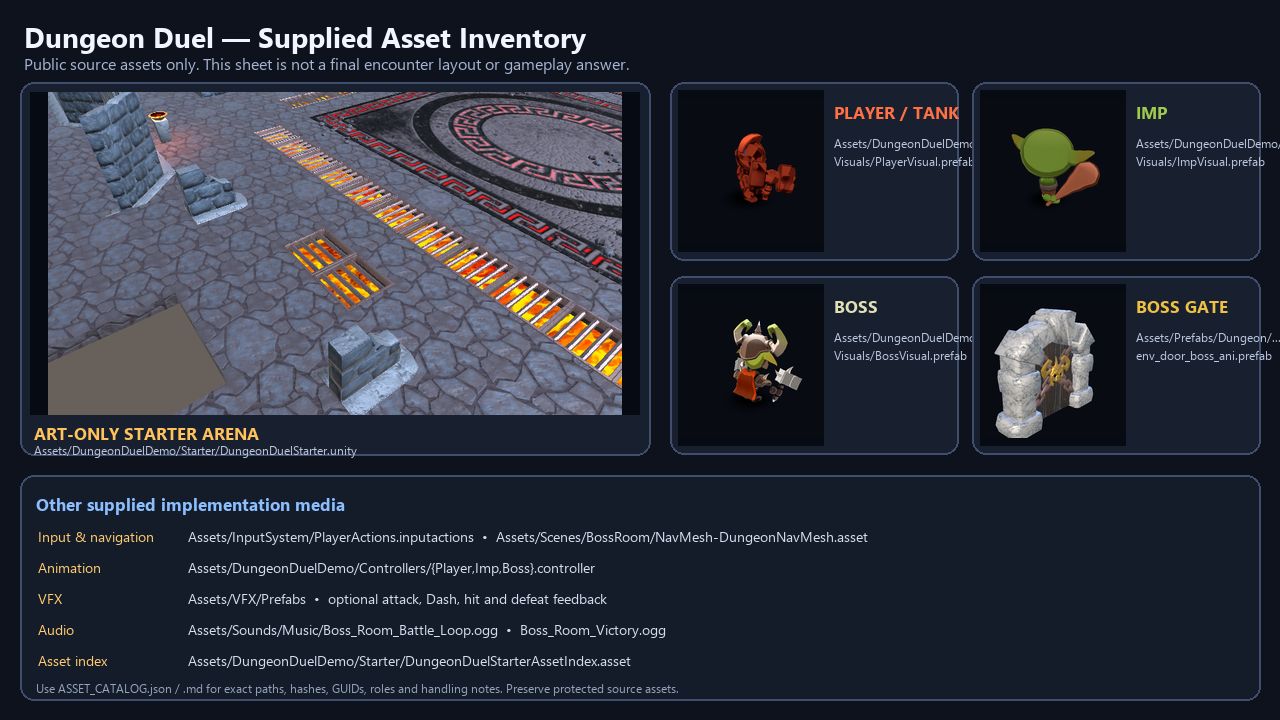 Dungeon Duel — Supplied Asset Inventory
Public source assets only. This sheet is not a final encounter layout or gameplay answer.
ART-ONLY STARTER ARENA
Assets/DungeonDuelDemo/Starter/DungeonDuelStarter.unity
PLAYER / TANK
Assets/DungeonDuelDemo
Visuals/PlayerVisual.prefab
IMP
Assets/DungeonDuelDemo/
Visuals/ImpVisual.prefab
BOSS
Assets/DungeonDuelDemo
Visuals/BossVisual.prefab
BOSS GATE
Assets/Prefabs/Dungeon/...
env_door_boss_ani.prefab
Other supplied implementation media
Input & navigation Assets/InputSystem/PlayerActions.inputactions • Assets/Scenes/BossRoom/NavMesh-DungeonNavMesh.asset
Animation Assets/DungeonDuelDemo/Controllers/{Player,Imp,Boss}.controller
VFX Assets/VFX/Prefabs • optional attack, Dash, hit and defeat feedback
Audio Assets/Sounds/Music/Boss_Room_Battle_Loop.ogg • Boss_Room_Victory.ogg
Asset index Assets/DungeonDuelDemo/Starter/DungeonDuelStarterAssetIndex.asset
Use ASSET_CATALOG.json / .md for exact paths, hashes, GUIDs, roles and handling notes. Preserve protected source assets.